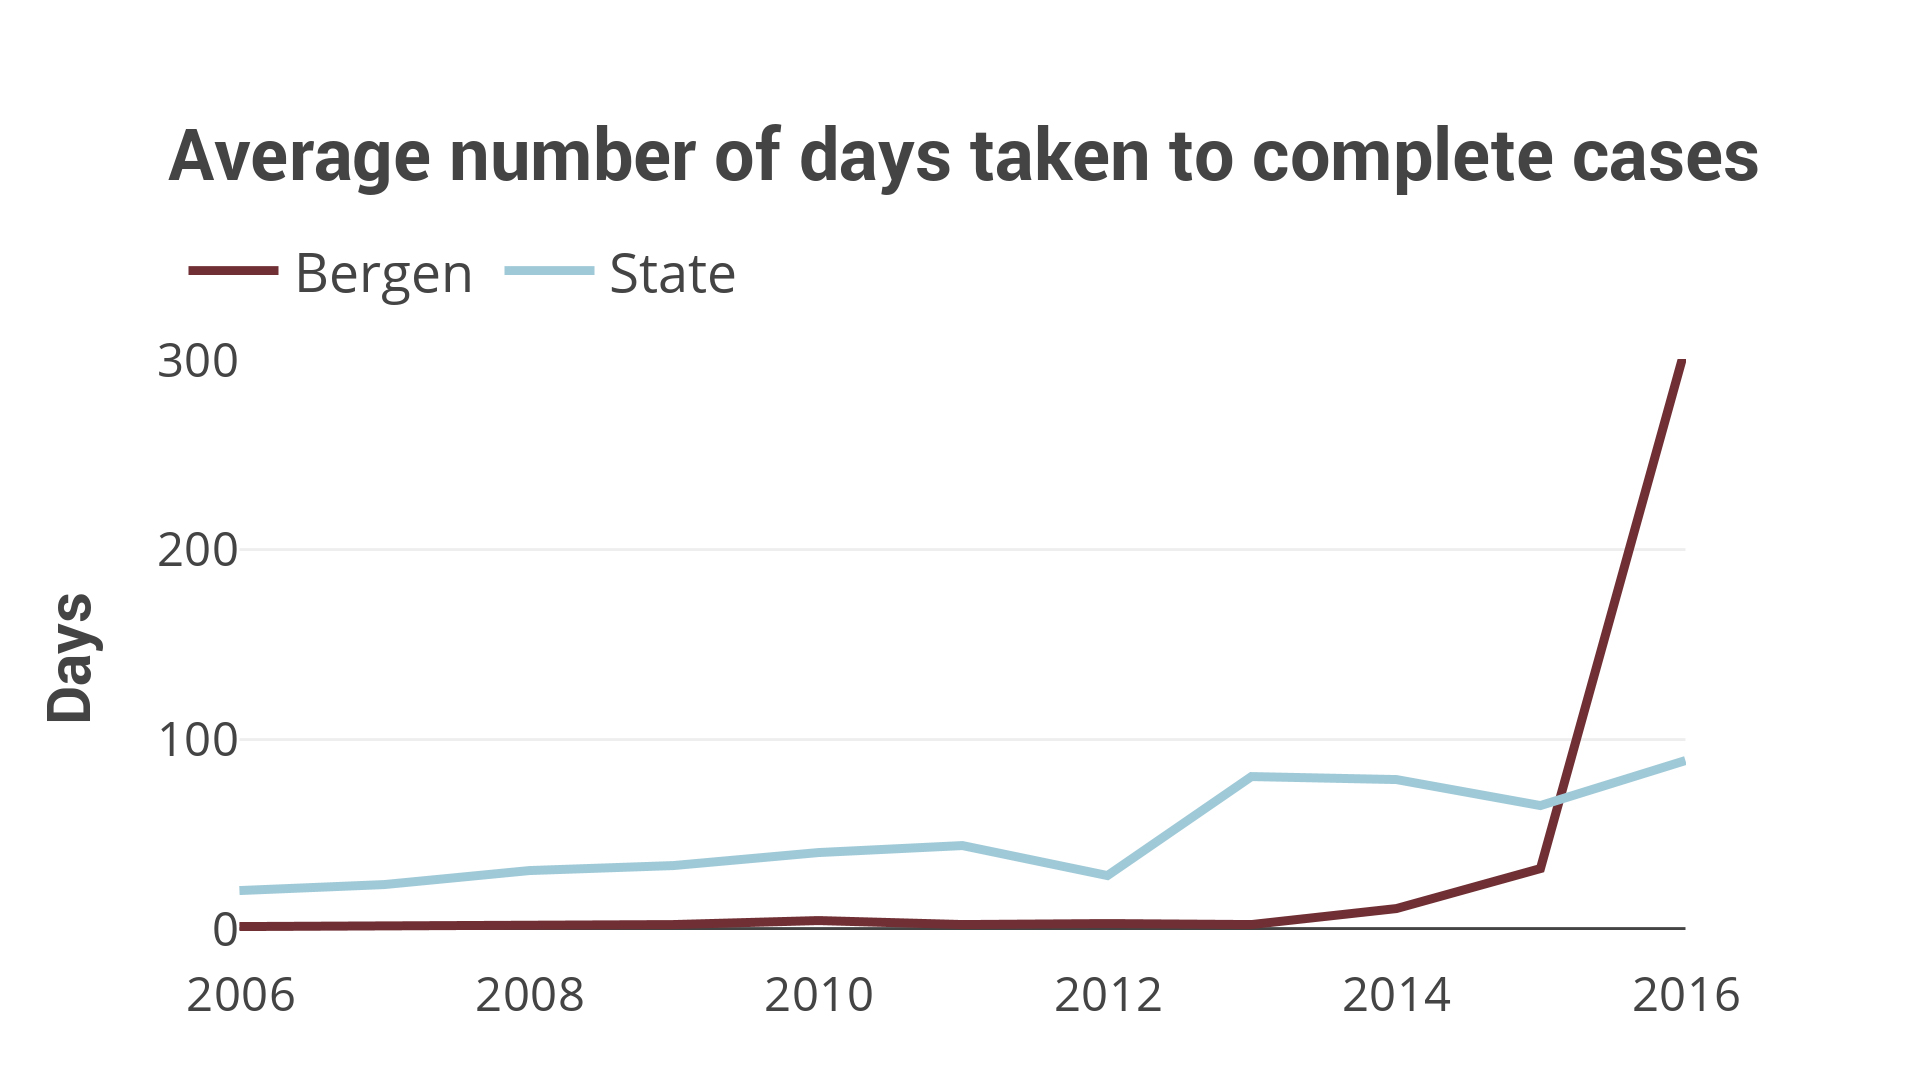 Average number of days taken to complete cases
Bergen State
300
200
100
0
Days
2006 2008 2010 2012 2014 2016